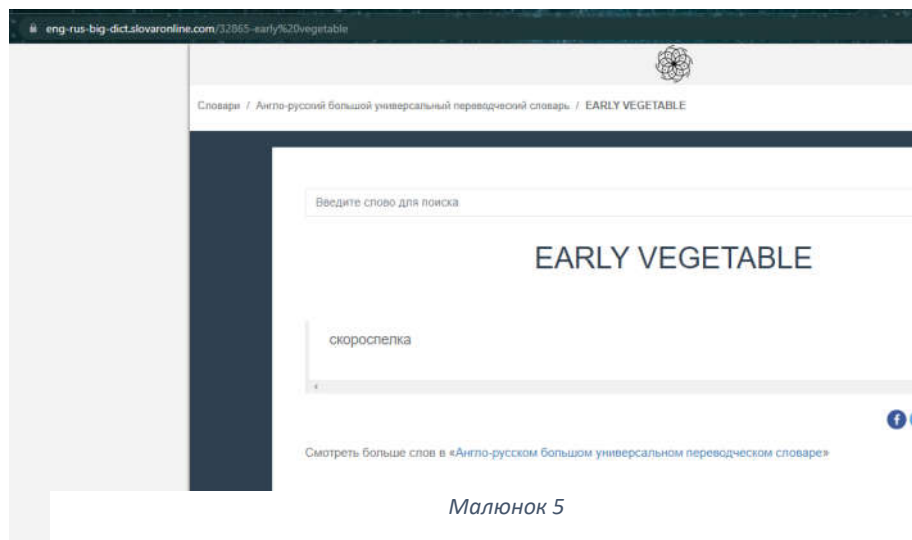 eng-rus-big-dict.slovaronline.com/32865-early%20vegetable
Словари / Англо-русский большой универсальный переводческий словарь / EARLY VEGETABLE
Введите слово для поиска
EARLY VEGETABLE
скороспелка
Смотреть больше слов в «Англо-русском большом универсальном переводческом словаре»
Малюнок 5